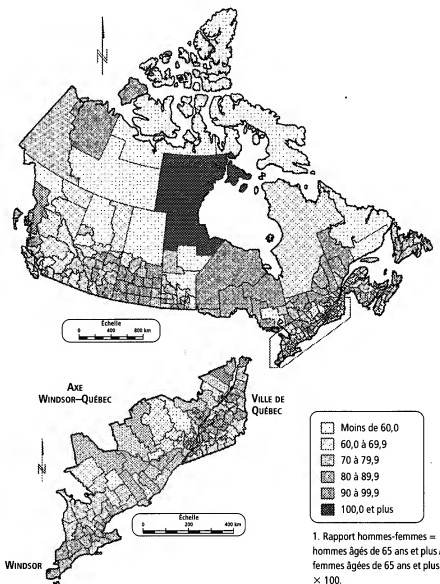 Échelle
0 400 800 km
AXE
WINDSOR–QUÉBEC
VILLE DE
QUÉBEC
Échelle
0 200 400 km
WINDSOR
Moins de 60,0
60,0 à 69,9
70 à 79,9
80 à 89,9
90 à 99,9
100,0 et plus
1. Rapport hommes-femmes =
hommes âgés de 65 ans et plus /
femmes âgées de 65 ans et plus
× 100.